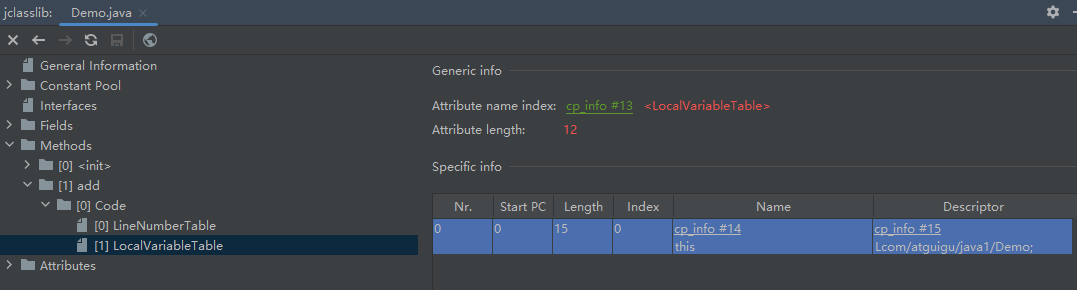 jclasslib: Demo.java
General Information
Constant Pool
Interfaces
Fields
Methods
[0] <init>
[1] add
[0] Code
[0] LineNumberTable
[1] LocalVariableTable
Attributes
Generic info
Attribute name index: cp_info #13 <LocalVariableTable>
Attribute length: 12
Specific info
Nr. Start PC Length Index Name Descriptor
0 0 15 0 cp_info #14 cp_info #15
this Lcom/atguigu/java1/Demo;